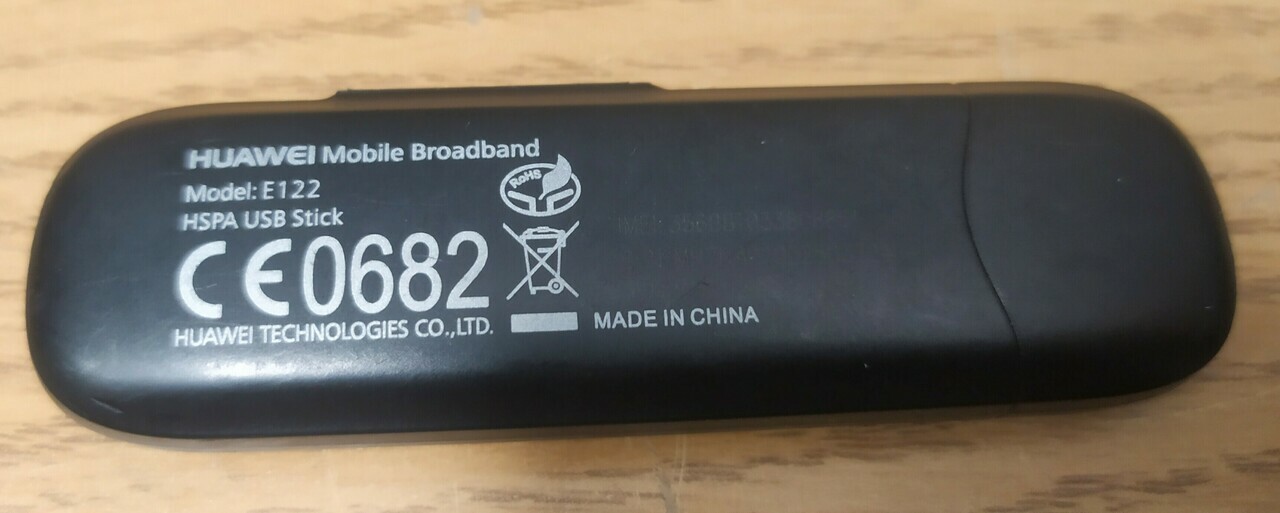 HUAWEI Mobile Broadband
Model: E122
RoHS
HSPA USB Stick
CE0682
HUAWEI TECHNOLOGIES CO.,LTD.
MADE IN CHINA